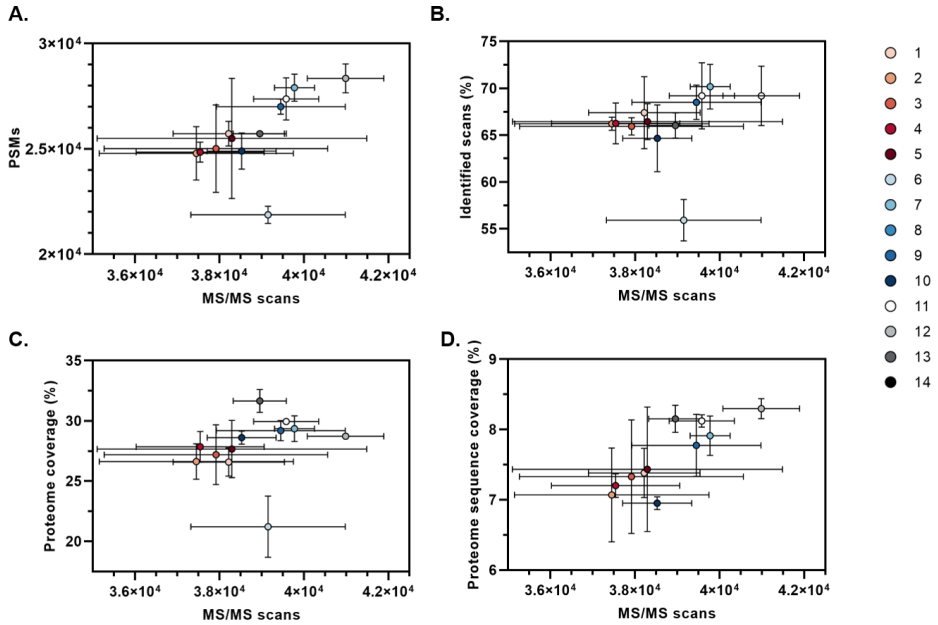 A.
3×10⁴
2.5×10⁴
2×10⁴
PSMs
3.6×10⁴ 3.8×10⁴ 4×10⁴ 4.2×10⁴
MS/MS scans
B.
75
70
65
60
55
Identified scans (%)
3.6×10⁴ 3.8×10⁴ 4×10⁴ 4.2×10⁴
MS/MS scans
C.
35
30
25
20
Proteome coverage (%)
3.6×10⁴ 3.8×10⁴ 4×10⁴ 4.2×10⁴
MS/MS scans
D.
9
8
7
6
Proteome sequence coverage (%)
3.6×10⁴ 3.8×10⁴ 4×10⁴ 4.2×10⁴
MS/MS scans
1
2
3
4
5
6
7
8
9
10
11
12
13
14